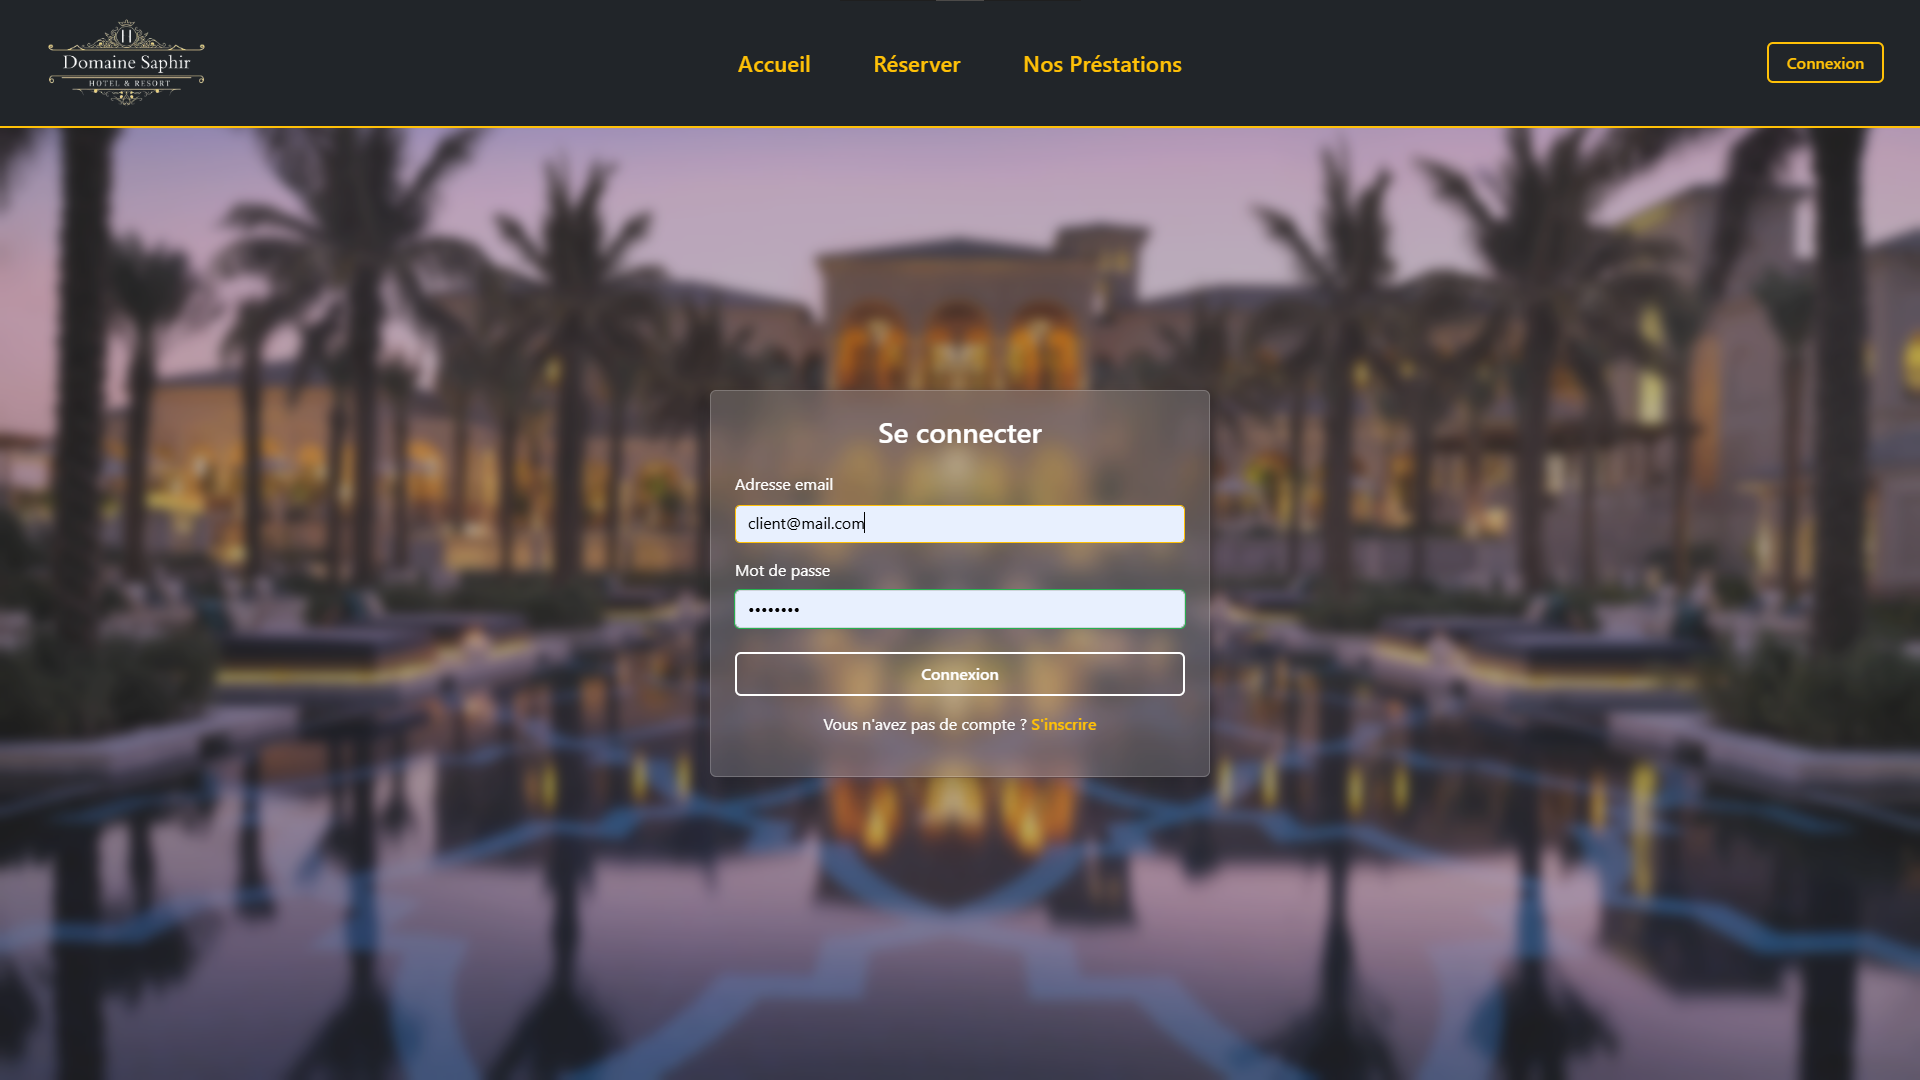 Domaine Saphir
HOTEL & RESORT
Accueil
Réserver
Nos Préstations
Connexion
Se connecter
Adresse email
client@mail.com
Mot de passe
••••••••
Connexion
Vous n'avez pas de compte ? S'inscrire